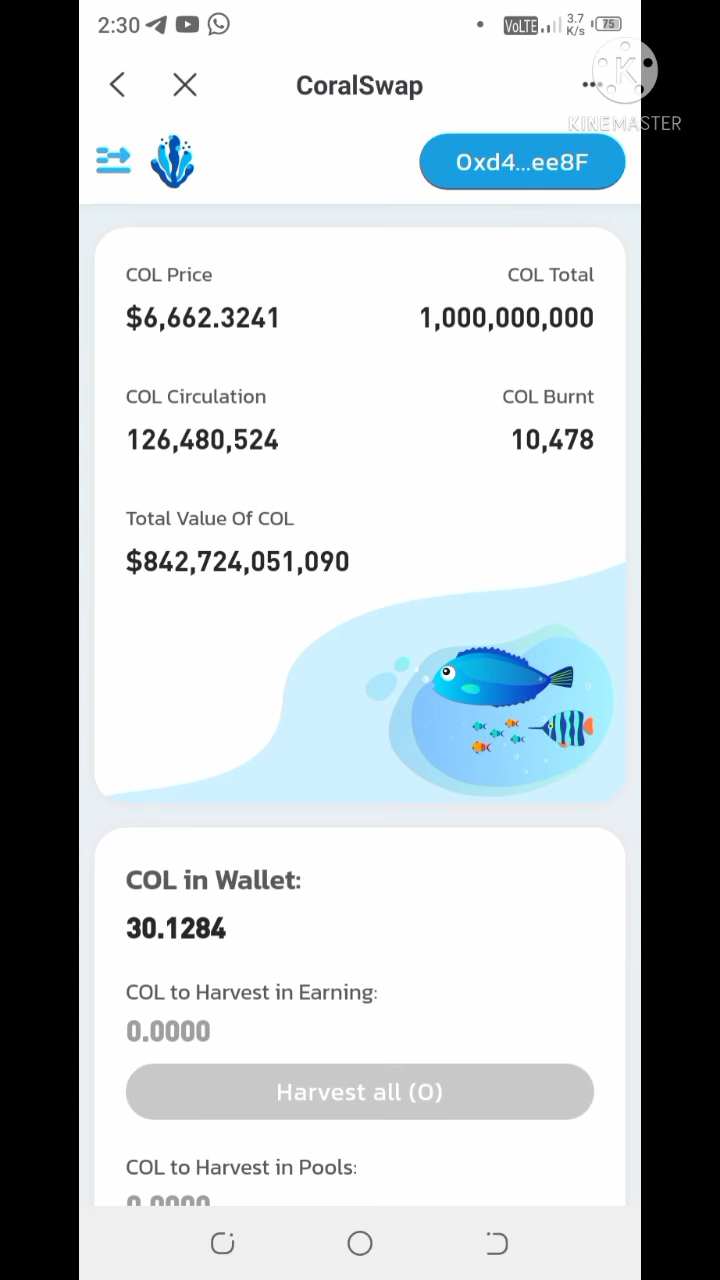 2:30 VoLTE 3.7 K/s 75
CoralSwap
K
KINEMASTER
0xd4...ee8F
COL Price COL Total
$6,662.3241 1,000,000,000
COL Circulation COL Burnt
126,480,524 10,478
Total Value Of COL
$842,724,051,090
COL in Wallet:
30.1284
COL to Harvest in Earning:
0.0000
Harvest all (0)
COL to Harvest in Pools:
0.0000